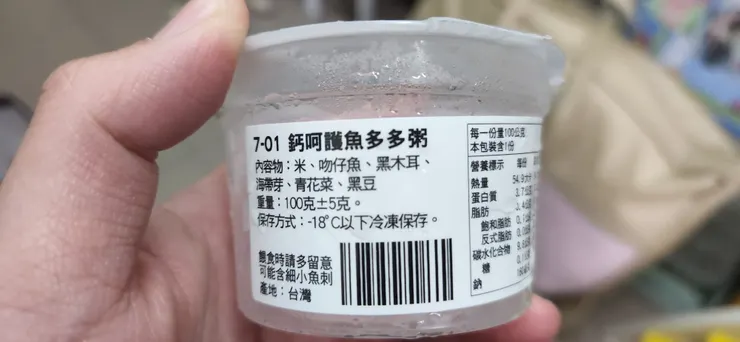 7-01 鈣呵護魚多多粥
內容物：米、吻仔魚、黑木耳、
海帶芽、青花菜、黑豆
重量：100克±5克。
保存方式：-18℃以下冷凍保存。
餵食時請多留意
可能含細小魚刺
產地：台灣
每一份量100公克
本包裝含1份
營養標示 每份
熱量
蛋白質
脂肪
飽和脂肪
反式脂肪
碳水化合物
糖
鈉